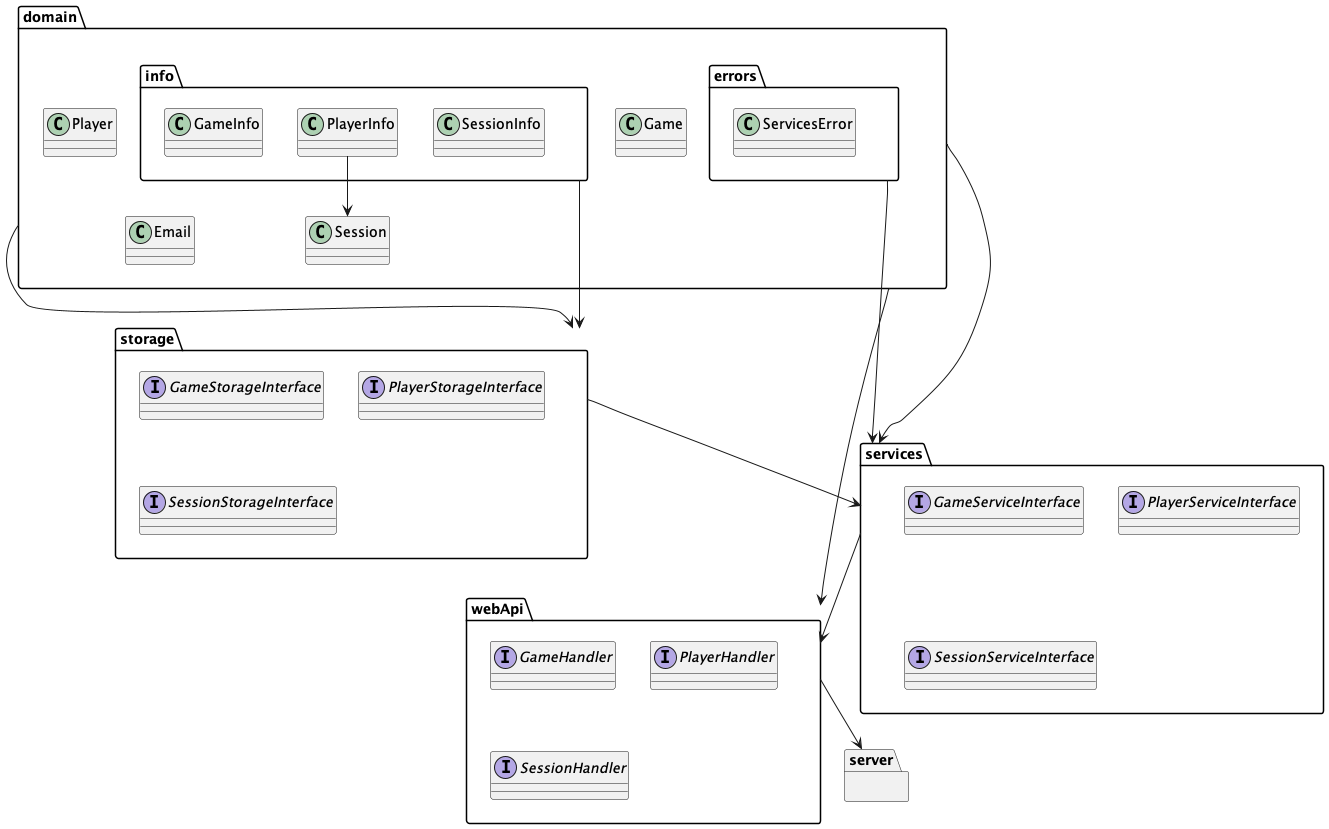 domain
info
errors
C Player
C GameInfo
C PlayerInfo
C SessionInfo
C Game
C ServicesError
C Email
C Session
storage
I GameStorageInterface
I PlayerStorageInterface
I SessionStorageInterface
services
I GameServiceInterface
I PlayerServiceInterface
I SessionServiceInterface
webApi
I GameHandler
I PlayerHandler
I SessionHandler
server